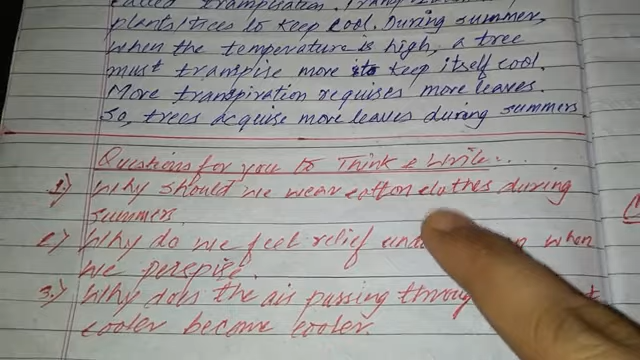 called transpiration.
plants/trees to keep cool. During summer,
when the temperature is high, a tree
must transpire more to keep itself cool.
More transpiration requires more leaves.
So, trees acquire more leaves during summers
Questions for you to Think & Write...
1) Why should we wear cotton clothes during
summers.
2) Why do we feel relief when
we perspire.
3.) Why does the air passing
cooler become cooler.